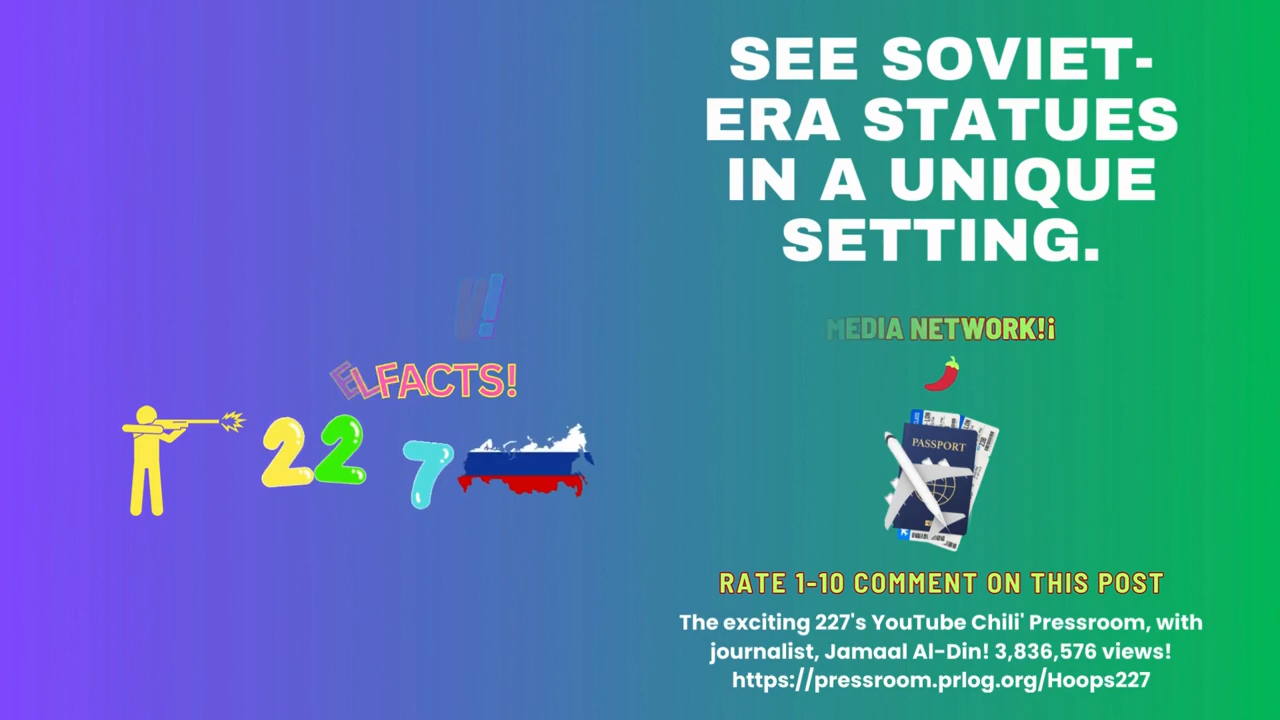 SEE SOVIET-
ERA STATUES
IN A UNIQUE
SETTING.
!
ELFACTS!
22 7
MEDIA NETWORK!¡
PASSPORT
RATE 1-10 COMMENT ON THIS POST
The exciting 227's YouTube Chili' Pressroom, with
journalist, Jamaal Al-Din! 3,836,576 views!
https://pressroom.prlog.org/Hoops227